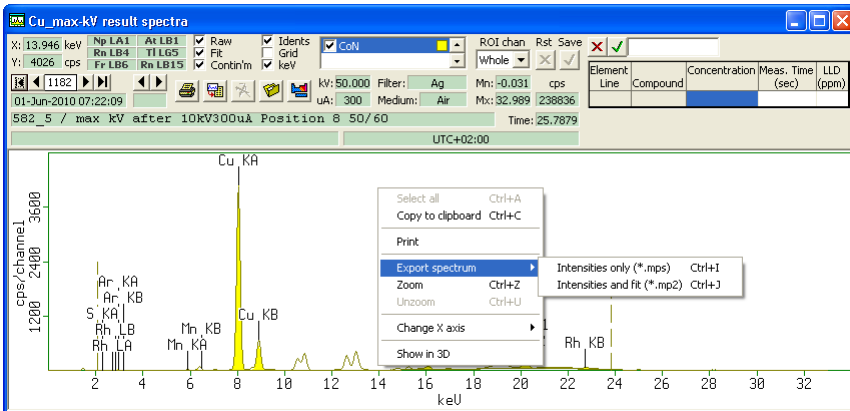 Cu_max-kV result spectra
X: 13.946 keV Np LA1 At LB1 Raw Idents CoN ROI chan Rst Save
Y: 4026 cps Rn LB4 Tl LG5 Fit Grid Whole
Fr LB6 Rn LB15 Contin'm keV
Element Line Compound Concentration Meas. Time (sec) LLD (ppm)
1182 kV: 50.000 Filter: Ag Mn: -0.031 cps
01-Jun-2010 07:22:09 uA: 300 Medium: Air Mx: 32.989 238836
582_5 / max kV after 10kV300uA Position 8 50/60 Time: 25.7879
UTC+02:00
Cu KA
Select all Ctrl+A
Copy to clipboard Ctrl+C
Print
Export spectrum Intensities only (*.mps) Ctrl+I
Intensities and fit (*.mp2) Ctrl+J
Zoom Ctrl+Z
Unzoom Ctrl+U
Change X axis
Show in 3D
cps/channel
3600
2400
1200
Ar KA
Ar KB
S KA
Rh LB
Rh LA
Mn KB
Mn KA
Cu KB
Rh KB
2 4 6 8 10 12 14 16 18 20 22 24 26 28 30 32
keV